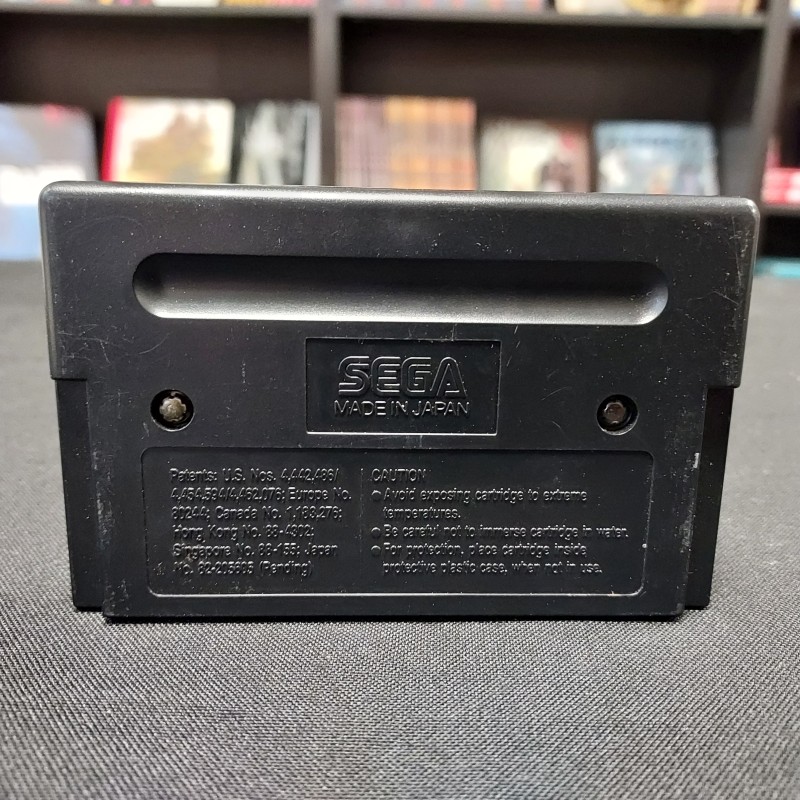 SEGA
MADE IN JAPAN
Patents: U.S. Nos. 4,442,486/
4,454,594/4,462,076; Europe No.
80244; Canada No. 1,183,276;
Hong Kong No. 88-4302;
Singapore No. 88-155; Japan
No. 82-205605 (Pending)
CAUTION
● Avoid exposing cartridge to extreme
temperatures.
● Be careful not to immerse cartridge in water.
● For protection, place cartridge inside
protective plastic case, when not in use.